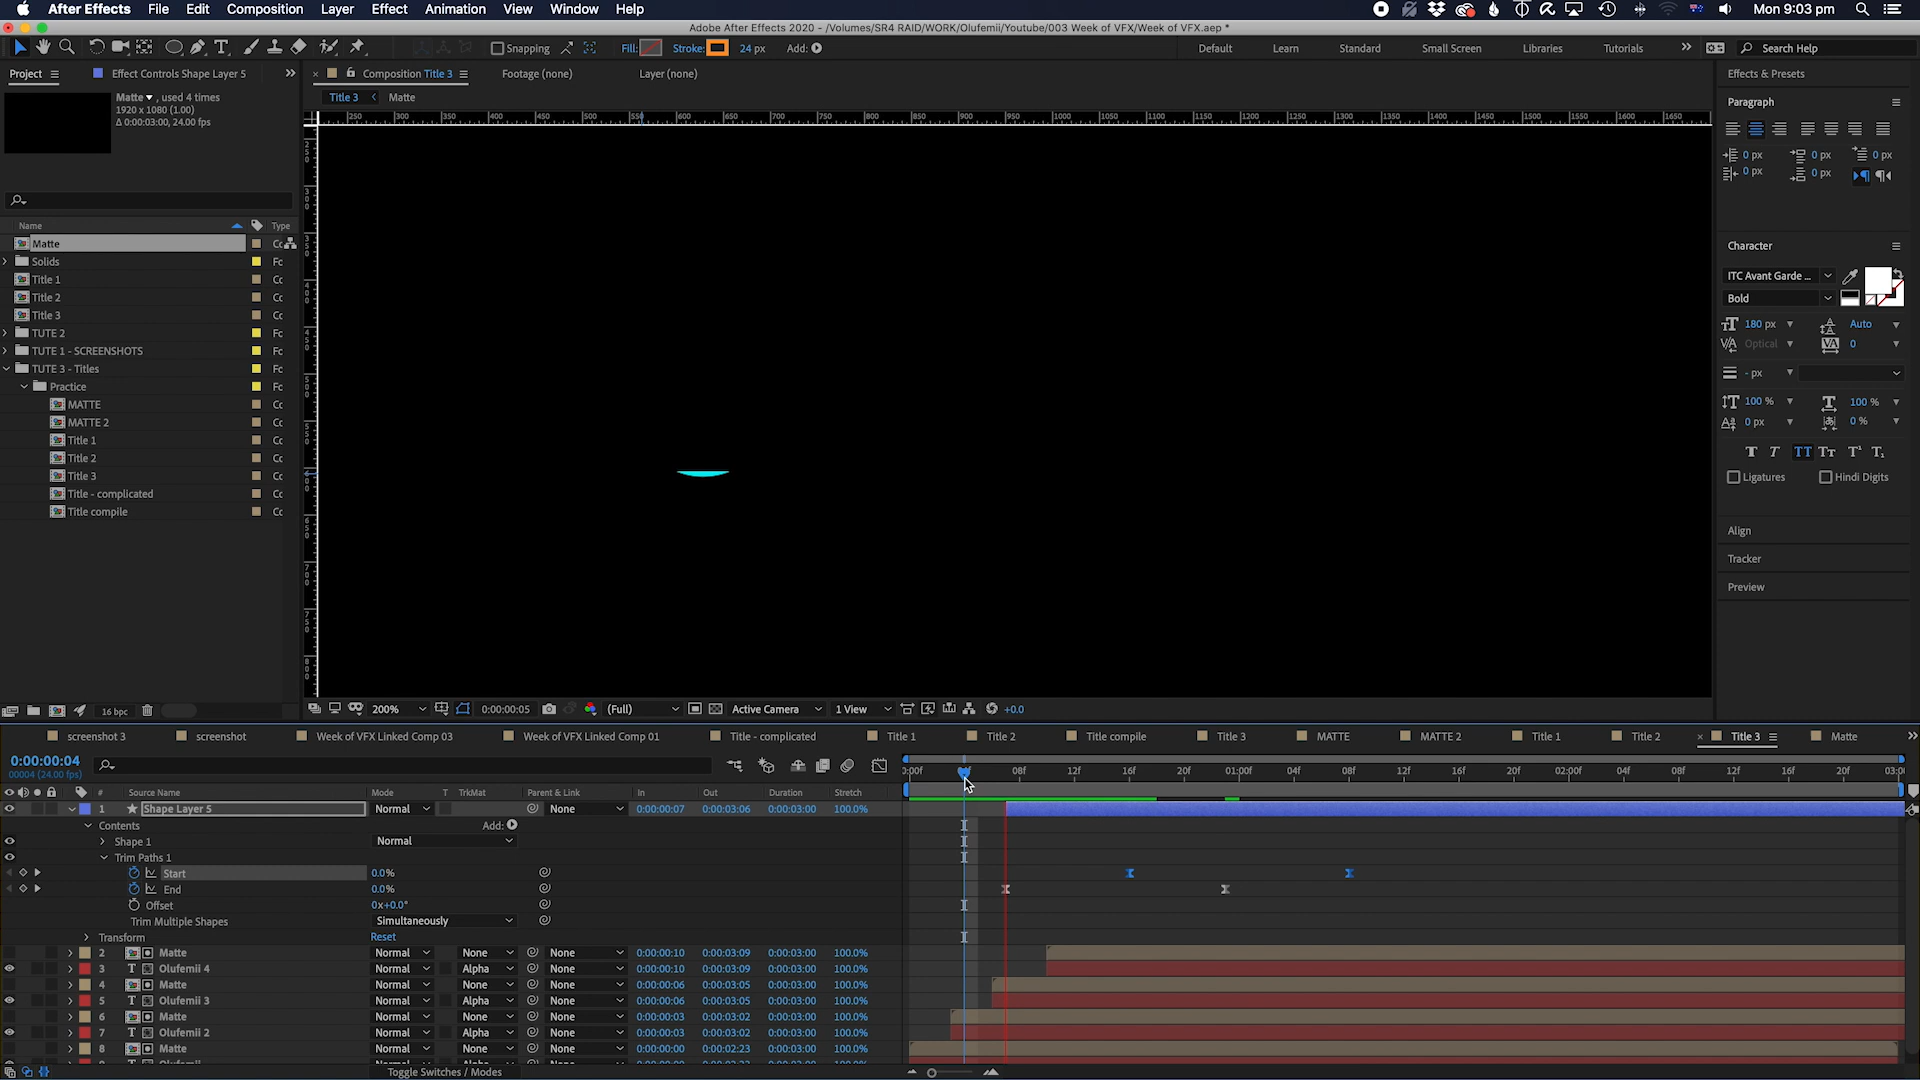 After Effects File Edit Composition Layer Effect Animation View Window Help
Mon 9:03 pm
Adobe After Effects 2020 - /Volumes/SR4 RAID/WORK/Olufemii/Youtube/003 Week of VFX/Week of VFX.aep *
Snapping Fill: Stroke: 24 px Add: Default Learn Standard Small Screen Libraries Tutorials Search Help
Project Effect Controls Shape Layer 5 Composition Title 3 Footage (none) Layer (none) Effects & Presets
Matte , used 4 times
1920 x 1080 (1.00)
Δ 0:00:03:00, 24.00 fps
Title 3 Matte
Paragraph
0 px 0 px 0 px
0 px 0 px
Name Type
Matte
Solids Fc
Title 1 Cc
Title 2 Cc
Title 3 Cc
TUTE 2 Fc
TUTE 1 - SCREENSHOTS Fc
TUTE 3 - Titles Fc
Practice Fc
MATTE Cc
MATTE 2 Cc
Title 1 Cc
Title 2 Cc
Title 3 Cc
Title - complicated Cc
Title compile Cc
Character
ITC Avant Garde ...
Bold
180 px Auto
Optical 0
- px
100 % 100 %
0 px 0 %
Ligatures Hindi Digits
Align
Tracker
Preview
16 bpc 200% 0:00:00:05 (Full) Active Camera 1 View +0.0
screenshot 3 screenshot Week of VFX Linked Comp 03 Week of VFX Linked Comp 01 Title - complicated Title 1 Title 2 Title compile Title 3 MATTE MATTE 2 Title 1 Title 2 Title 3 Matte
0:00:00:04
00004 (24.00 fps)
08f 12f 16f 20f 01:00f 04f 08f 12f 16f 20f 02:00f 04f 08f 12f 16f 20f
# Source Name Mode T TrkMat Parent & Link In Out Duration Stretch
1 Shape Layer 5 Normal None 0:00:00:07 0:00:03:06 0:00:03:00 100.0%
Contents Add:
Shape 1 Normal
Trim Paths 1
Start 0.0%
End 0.0%
Offset 0x+0.0°
Trim Multiple Shapes Simultaneously
Transform Reset
2 Matte Normal None None 0:00:00:10 0:00:03:09 0:00:03:00 100.0%
3 T Olufemii 4 Normal Alpha None 0:00:00:10 0:00:03:09 0:00:03:00 100.0%
4 Matte Normal None None 0:00:00:06 0:00:03:05 0:00:03:00 100.0%
5 T Olufemii 3 Normal Alpha None 0:00:00:06 0:00:03:05 0:00:03:00 100.0%
6 Matte Normal None None 0:00:00:03 0:00:03:02 0:00:03:00 100.0%
7 T Olufemii 2 Normal Alpha None 0:00:00:03 0:00:03:02 0:00:03:00 100.0%
8 Matte Normal None None 0:00:00:00 0:00:02:23 0:00:03:00 100.0%
Toggle Switches / Modes